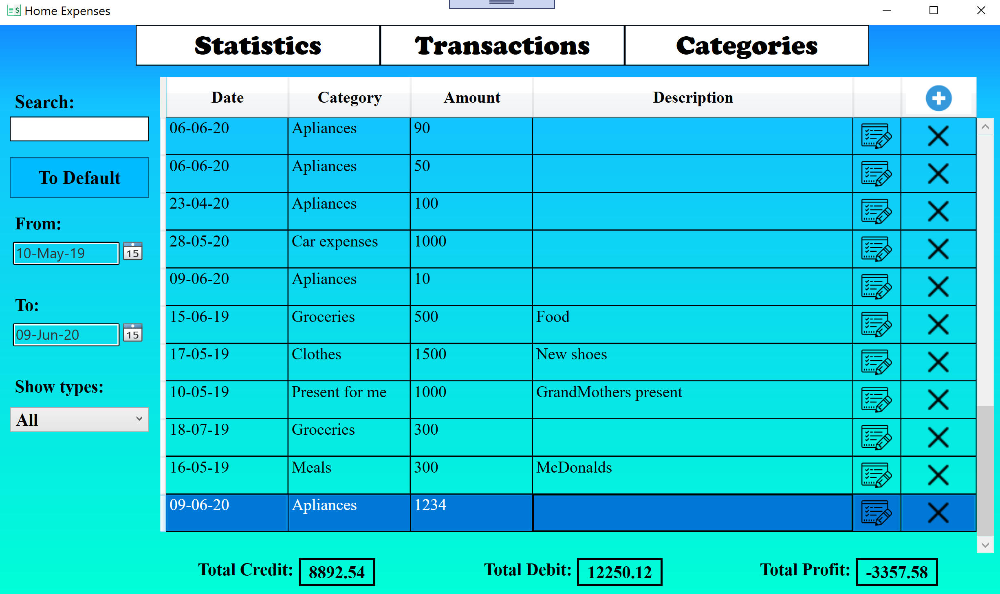 Home Expenses
Statistics Transactions Categories
Search:
To Default
From:
10-May-19 15
To:
09-Jun-20 15
Show types:
All
Date Category Amount Description
06-06-20 Apliances 90
06-06-20 Apliances 50
23-04-20 Apliances 100
28-05-20 Car expenses 1000
09-06-20 Apliances 10
15-06-19 Groceries 500 Food
17-05-19 Clothes 1500 New shoes
10-05-19 Present for me 1000 GrandMothers present
18-07-19 Groceries 300
16-05-19 Meals 300 McDonalds
09-06-20 Apliances 1234
Total Credit: 8892.54 Total Debit: 12250.12 Total Profit: -3357.58